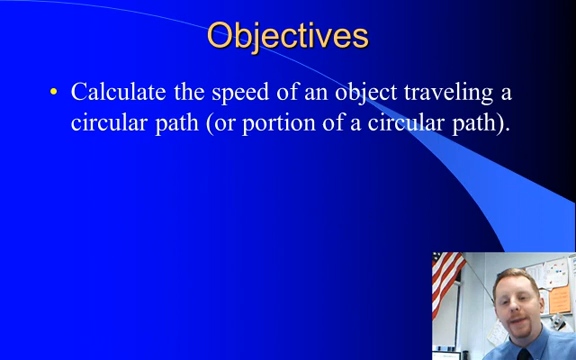 Objectives
• Calculate the speed of an object traveling a
circular path (or portion of a circular path).